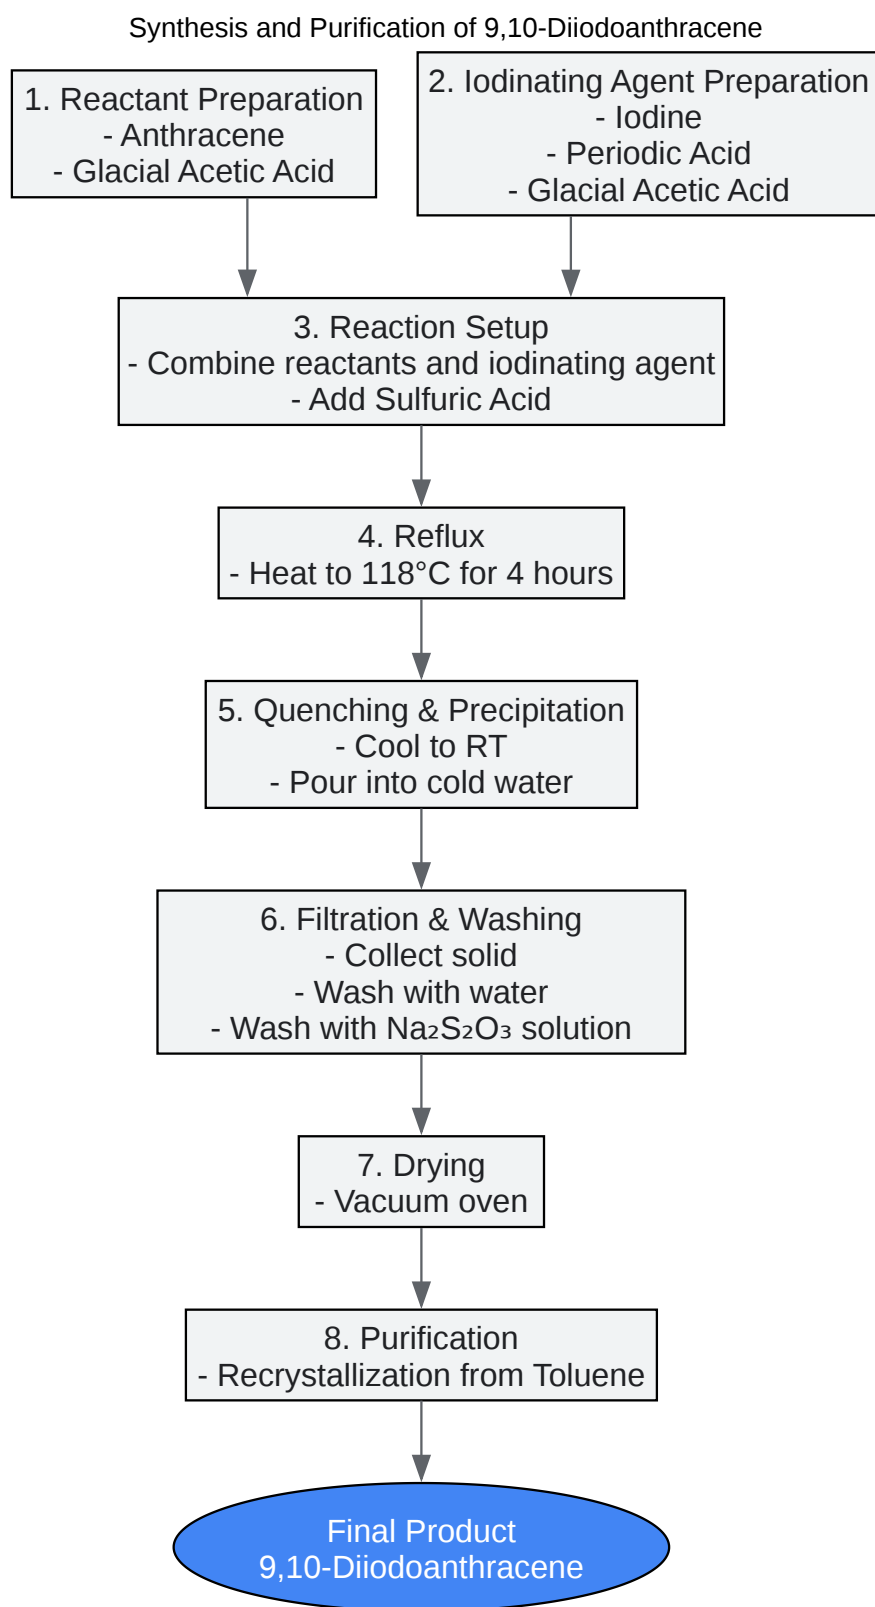 Synthesis and Purification of 9,10-Diiodoanthracene
1. Reactant Preparation
- Anthracene
- Glacial Acetic Acid
2. Iodinating Agent Preparation
- Iodine
- Periodic Acid
- Glacial Acetic Acid
3. Reaction Setup
- Combine reactants and iodinating agent
- Add Sulfuric Acid
4. Reflux
- Heat to 118°C for 4 hours
5. Quenching & Precipitation
- Cool to RT
- Pour into cold water
6. Filtration & Washing
- Collect solid
- Wash with water
- Wash with Na₂S₂O₃ solution
7. Drying
- Vacuum oven
8. Purification
- Recrystallization from Toluene
Final Product
9,10-Diiodoanthracene